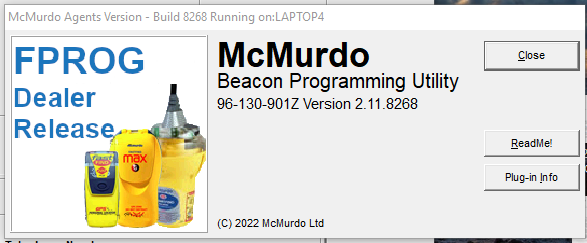 McMurdo Agents Version - Build 8268 Running on:LAPTOP4
FPROG
Dealer
Release
max
McMurdo
Beacon Programming Utility
96-130-901Z Version 2.11.8268
Close
ReadMe!
Plug-in Info
(C) 2022 McMurdo Ltd